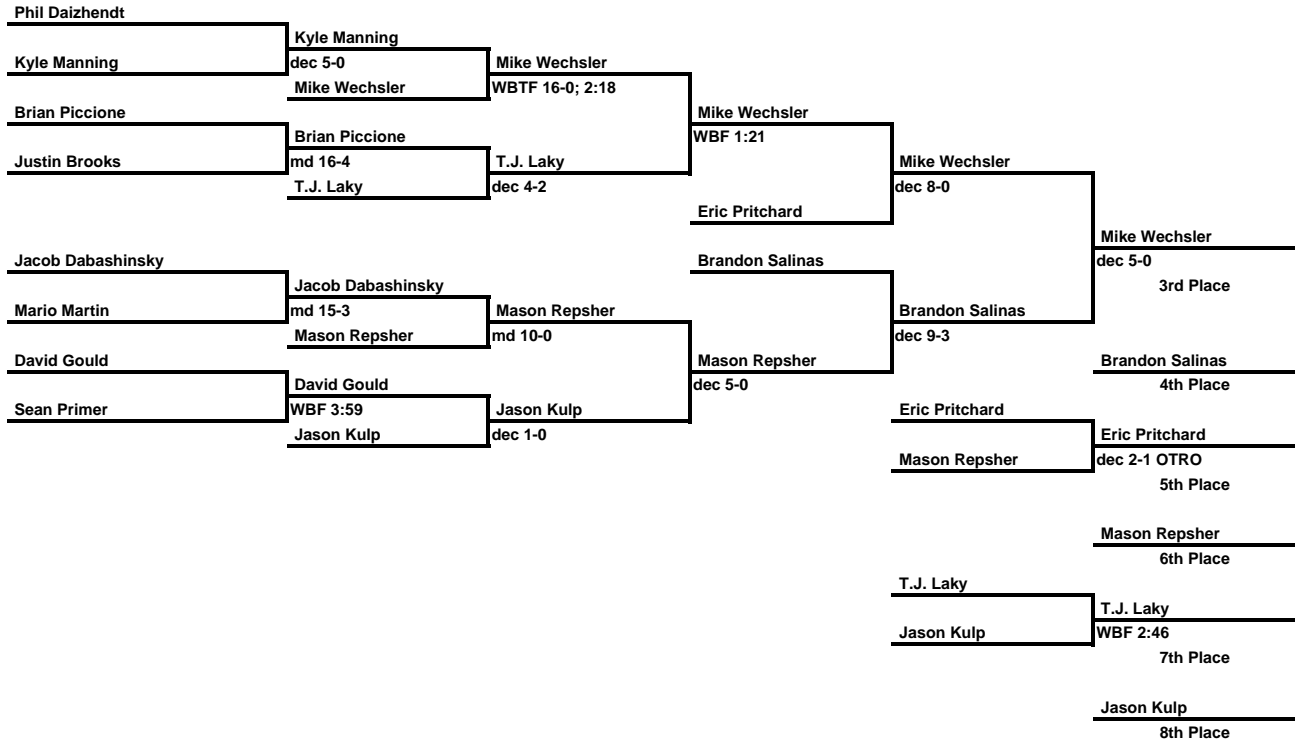 Phil Daizhendt
Kyle Manning
Kyle Manning
dec 5-0
Mike Wechsler
Mike Wechsler
WBTF 16-0; 2:18
Brian Piccione
Mike Wechsler
Brian Piccione
WBF 1:21
Justin Brooks
md 16-4
T.J. Laky
Mike Wechsler
T.J. Laky
dec 4-2
dec 8-0
Eric Pritchard
Mike Wechsler
Jacob Dabashinsky
Brandon Salinas
dec 5-0
Jacob Dabashinsky
3rd Place
Mario Martin
md 15-3
Mason Repsher
Brandon Salinas
Mason Repsher
md 10-0
dec 9-3
David Gould
Mason Repsher
Brandon Salinas
David Gould
dec 5-0
4th Place
Sean Primer
WBF 3:59
Jason Kulp
Eric Pritchard
Jason Kulp
dec 1-0
Eric Pritchard
Mason Repsher
dec 2-1 OTRO
5th Place
Mason Repsher
6th Place
T.J. Laky
T.J. Laky
Jason Kulp
WBF 2:46
7th Place
Jason Kulp
8th Place